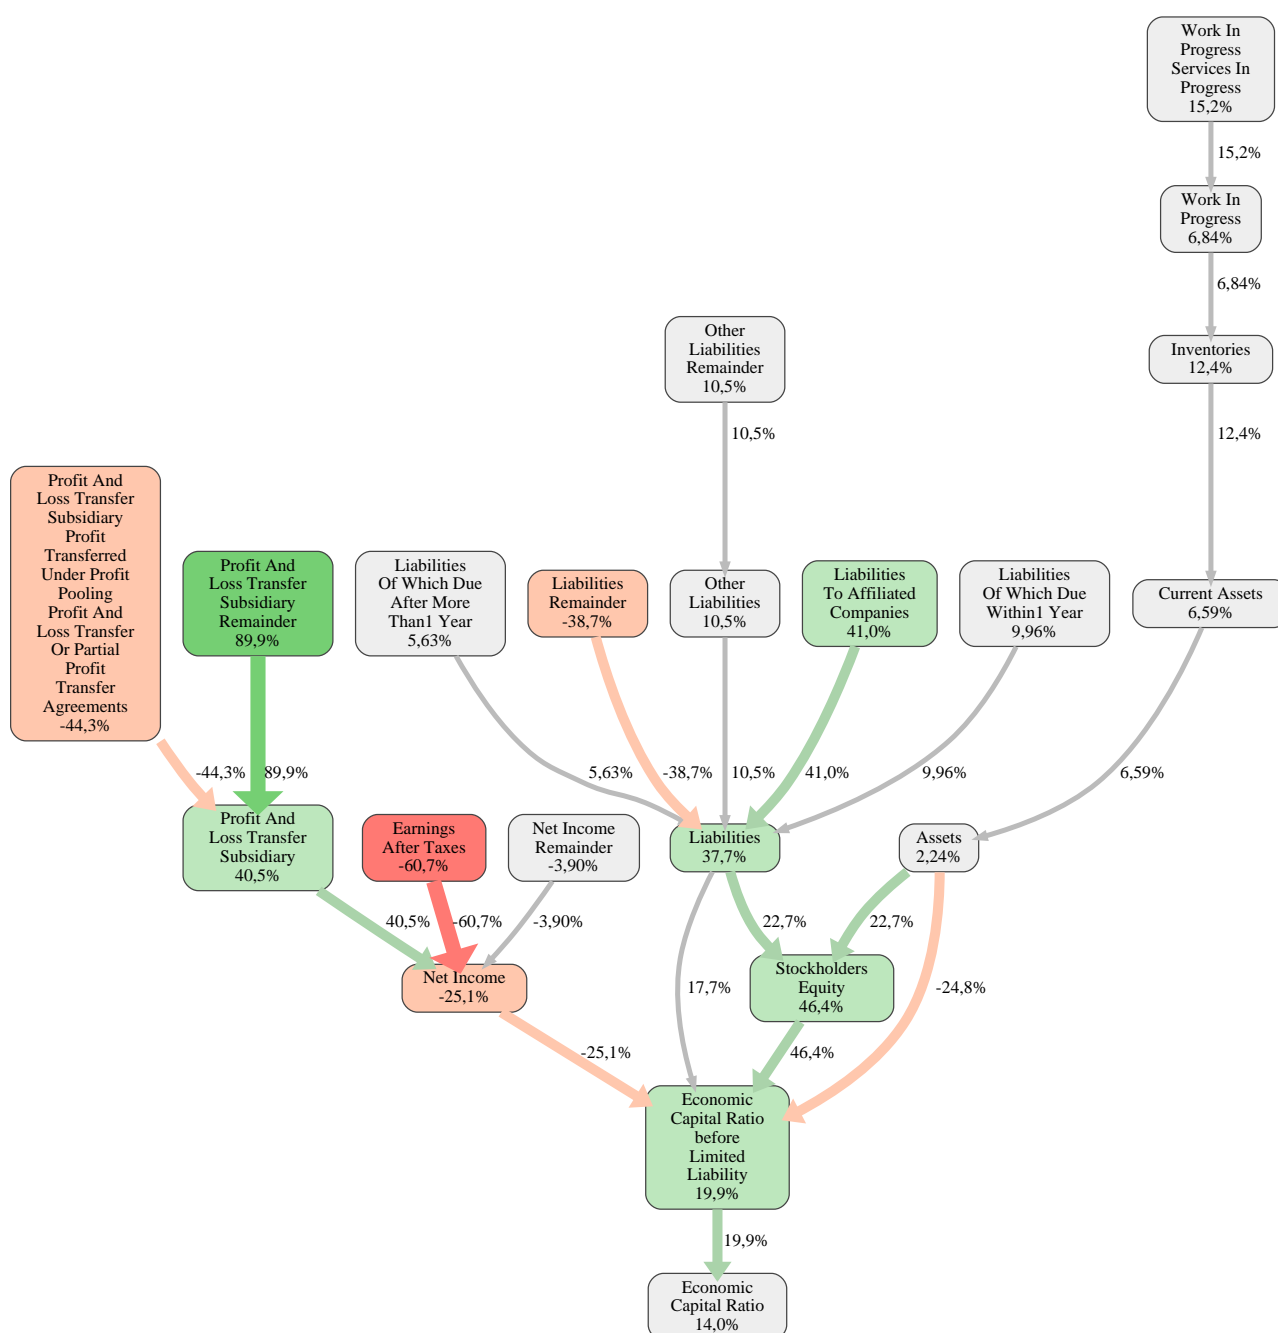 Work In
Progress
Services In
Progress
15,2%
15,2%
Work In
Progress
6,84%
6,84%
Other
Liabilities
Remainder
10,5%
Inventories
12,4%
10,5%
12,4%
Profit And
Loss Transfer
Subsidiary
Profit
Transferred
Under Profit
Pooling
Profit And
Loss Transfer
Or Partial
Profit
Transfer
Agreements
-44,3%
Profit And
Loss Transfer
Subsidiary
Remainder
89,9%
Liabilities
Of Which Due
After More
Than1 Year
5,63%
Liabilities
Remainder
-38,7%
Other
Liabilities
10,5%
Liabilities
To Affiliated
Companies
41,0%
Liabilities
Of Which Due
Within1 Year
9,96%
Current Assets
6,59%
-44,3%
89,9%
5,63%
-38,7%
10,5%
41,0%
9,96%
6,59%
Profit And
Loss Transfer
Subsidiary
40,5%
Earnings
After Taxes
-60,7%
Net Income
Remainder
-3,90%
Liabilities
37,7%
Assets
2,24%
40,5%
-60,7%
-3,90%
22,7%
22,7%
Net Income
-25,1%
17,7%
Stockholders
Equity
46,4%
-24,8%
-25,1%
46,4%
Economic
Capital Ratio
before
Limited
Liability
19,9%
19,9%
Economic
Capital Ratio
14,0%